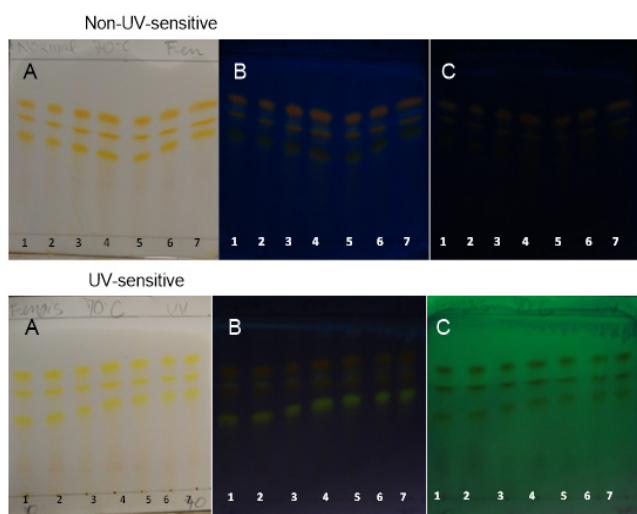 Non-UV-sensitive
Normal 70°C Fen
A B C
1 2 3 4 5 6 7 1 2 3 4 5 6 7 1 2 3 4 5 6 7
UV-sensitive
70°C UV
A B C
1 2 3 4 5 6 7 1 2 3 4 5 6 7 1 2 3 4 5 6 7